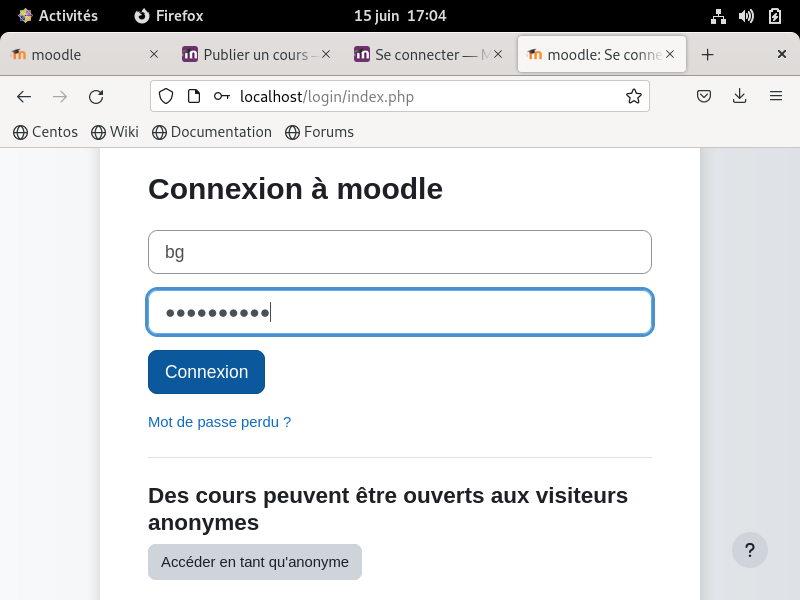 Activités Firefox 15 juin 17:04
moodle Publier un cours Se connecter — moodle: Se conne
localhost/login/index.php
Centos Wiki Documentation Forums
Connexion à moodle
bg
••••••••••
Connexion
Mot de passe perdu ?
Des cours peuvent être ouverts aux visiteurs
anonymes
Accéder en tant qu'anonyme
?